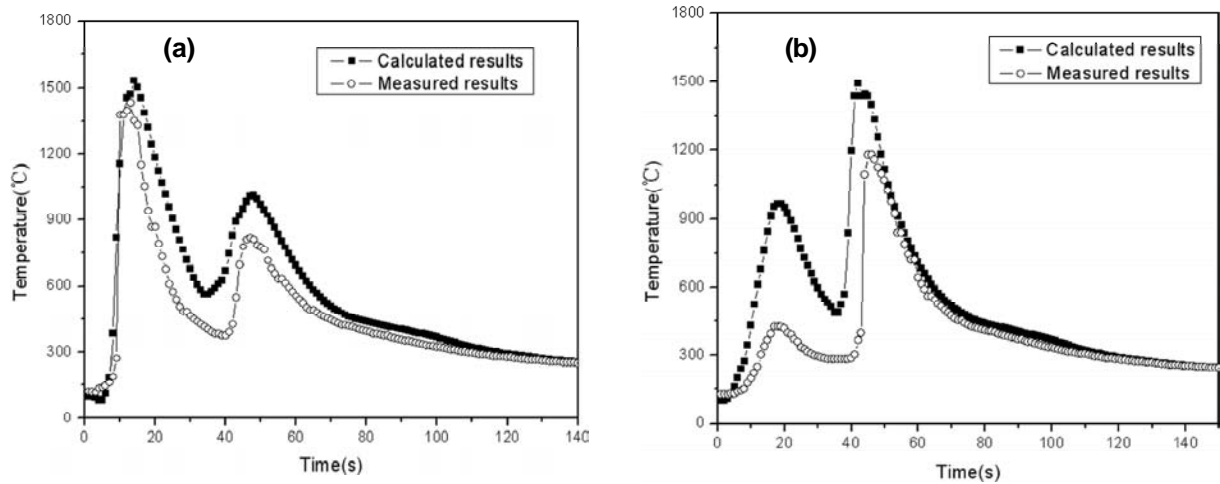 (a)
Calculated results
Measured results
Temperature(℃)
1800
1500
1200
900
600
300
0
0 20 40 60 80 100 120 140
Time(s)
(b)
Calculated results
Measured results
Temperature(℃)
1800
1500
1200
900
600
300
0
0 20 40 60 80 100 120 140
Time(s)